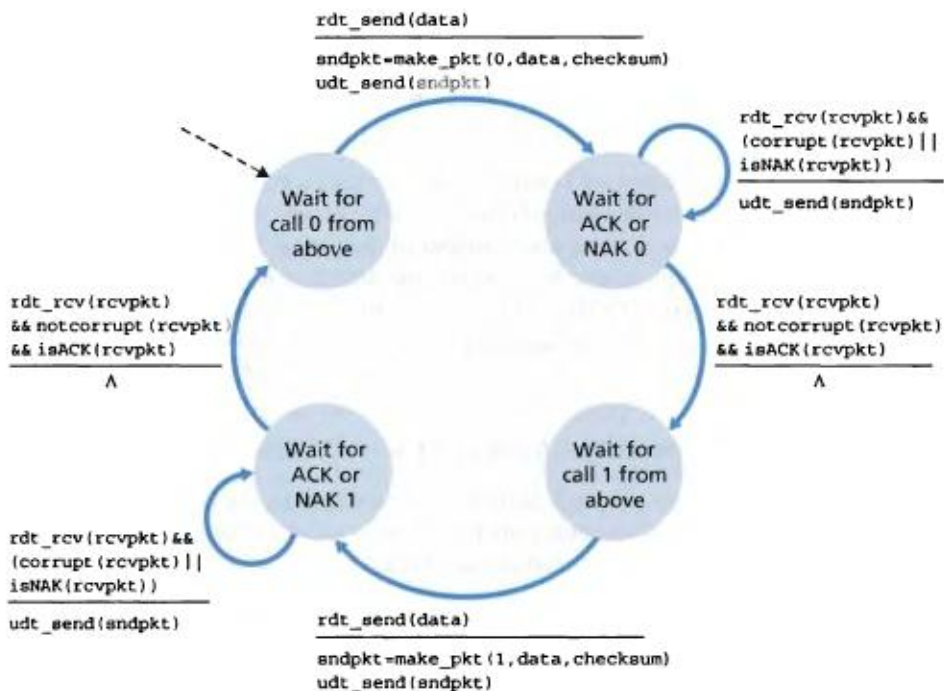 rdt_send(data)
sndpkt=make_pkt(0,data,checksum)
udt_send(sndpkt)
rdt_rcv(rcvpkt)&&
(corrupt(rcvpkt)||
isNAK(rcvpkt))
udt_send(sndpkt)
Wait for
call 0 from
above
Wait for
ACK or
NAK 0
rdt_rcv(rcvpkt)
&& notcorrupt(rcvpkt)
&& isACK(rcvpkt)
Λ
rdt_rcv(rcvpkt)
&& notcorrupt(rcvpkt)
&& isACK(rcvpkt)
Λ
Wait for
ACK or
NAK 1
Wait for
call 1 from
above
rdt_rcv(rcvpkt)&&
(corrupt(rcvpkt)||
isNAK(rcvpkt))
udt_send(sndpkt)
rdt_send(data)
sndpkt=make_pkt(1,data,checksum)
udt_send(sndpkt)